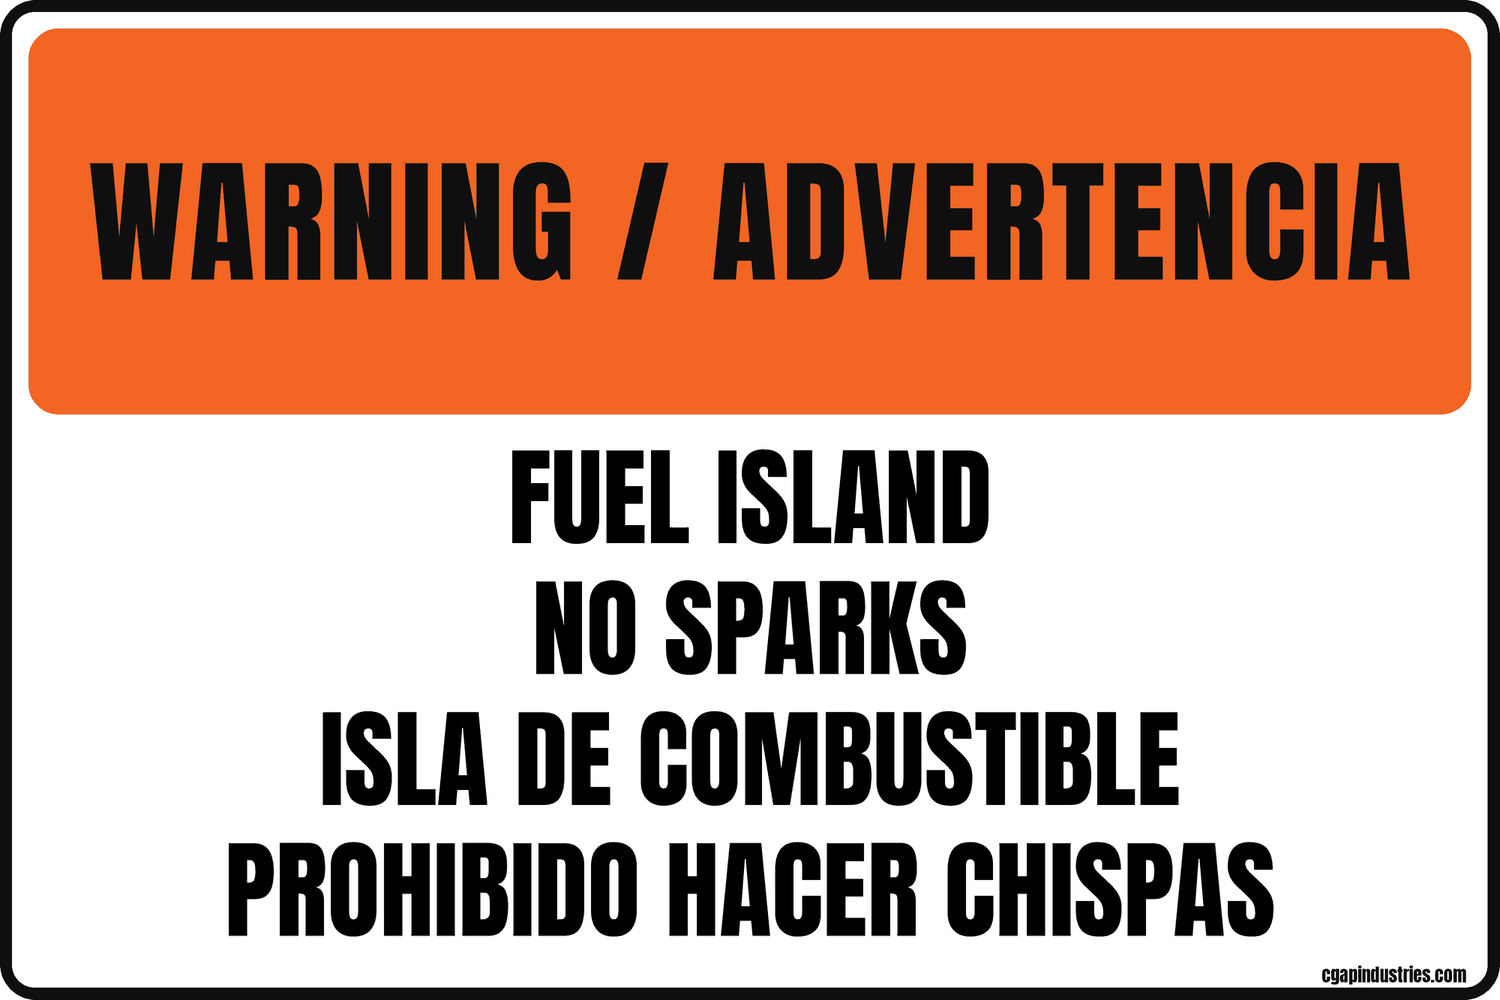 WARNING / ADVERTENCIA
FUEL ISLAND
NO SPARKS
ISLA DE COMBUSTIBLE
PROHIBIDO HACER CHISPAS
cgapindustries.com